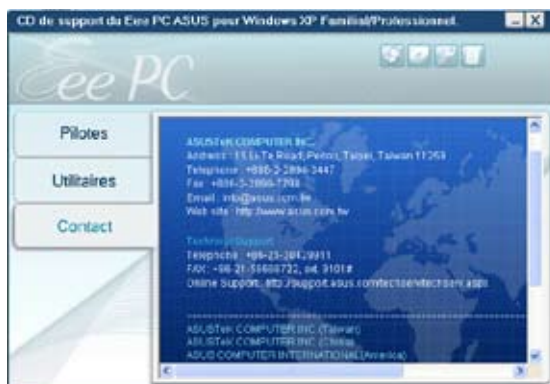 CD de support du Eee PC ASUS pour Windows XP Familial/Professionnel.
Eee PC
Pilotes
Utilitaires
Contact
ASUSTeK COMPUTER INC.
Address : 15 Li-Te Road, Peitou, Taipei, Taiwan 11259
Telephone : +886-2-2894-3447
Fax : +886-2-2890-7798
Email : info@asus.com.tw
Web site : http://www.asus.com.tw
Technical Support
Telephone : +86-21-38429911
FAX : +86-21-58668722, ext. 9101#
Online Support : http://support.asus.com/techserv/techserv.aspx
ASUSTeK COMPUTER INC. (Taiwan)
ASUSTeK COMPUTER INC. (China)
ASUS COMPUTER INTERNATIONAL(America)